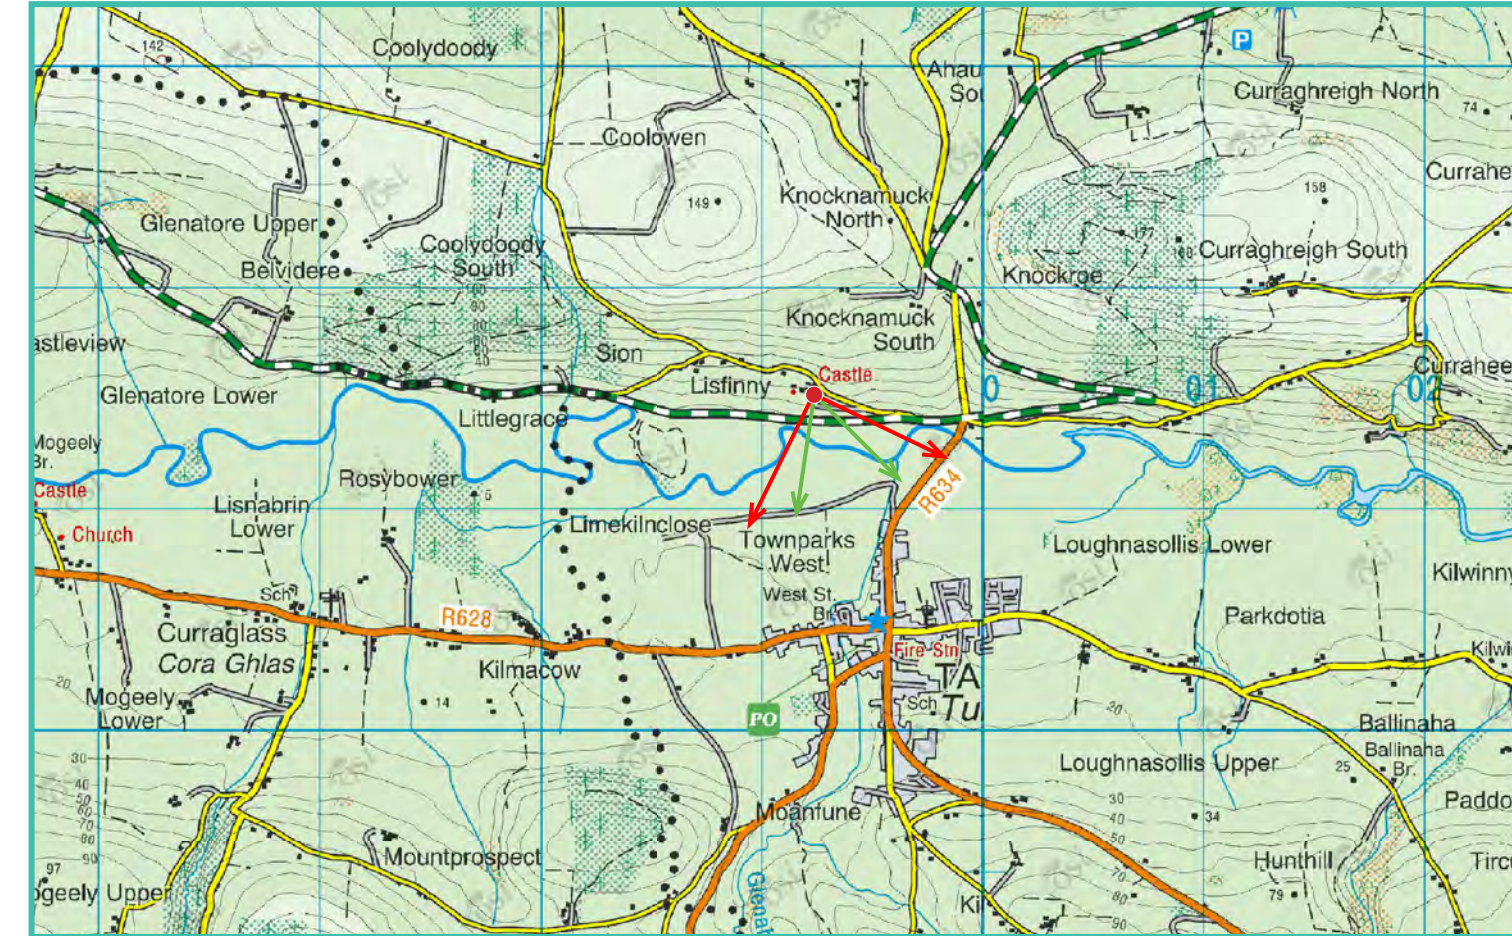 142
Coolydoody
P
Ahau
Sou
Curraghreigh North
74
Coolowen
Currahe
149
Knocknamuck
North
158
Glenatore Upper
Coolydoody
South
177
Curraghreigh South
Belvidere
Knockroe
Knocknamuck
South
astleview
Sion
Castle
Lisfinny
Currahee
Glenatore Lower
0
01
02
Littlegrace
Mogeely
Br.
Rosybower
5
R634
Castle
Lisnabrin
Lower
Limekilnclose
Townparks
West
Church
Loughnasollis Lower
Kilwinny
Sch
West St.
Br.
R628
Parkdotia
Curraglass
Cora Ghlas
Fire Stn
Kilwi
Kilmacow
TA
Tu
20
Mogeely
Lower
14
PO
Sch
20
Ballinaha
Ballinaha
Br.
30
40
50
60
70
80
90
Loughnasollis Upper
25
30
40
50
34
Paddo
Moanfune
Mountprospect
Hunthill
Tirc
97
ogeely Upper
Glenat
Kil
70
80
90
79